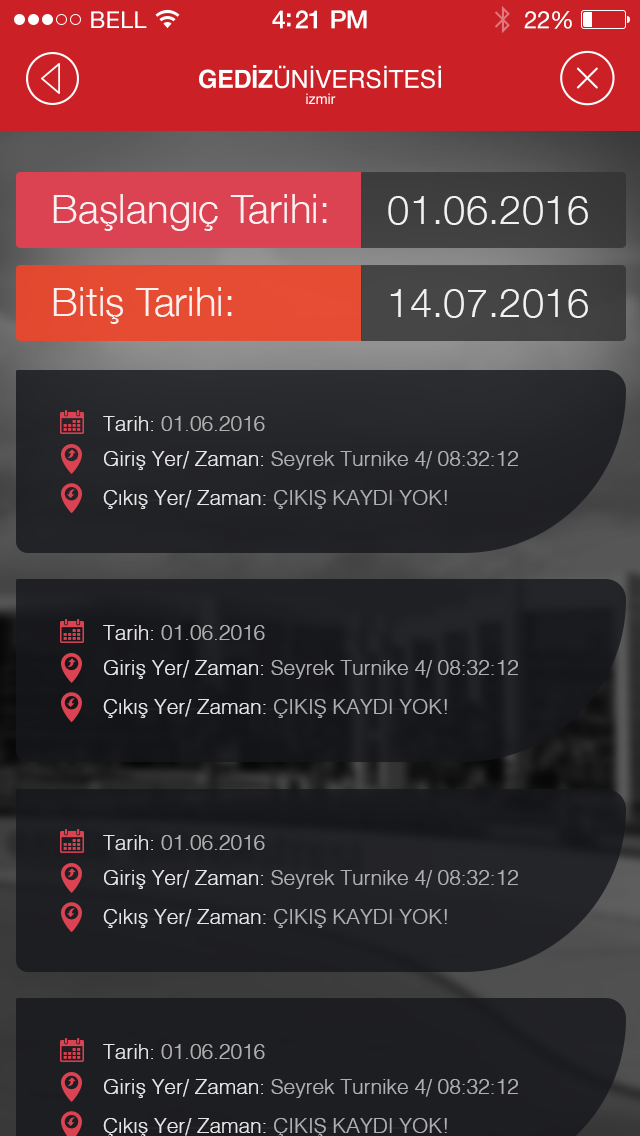 BELL 4:21 PM 22%
GEDİZÜNİVERSİTESİ
izmir
Başlangıç Tarihi: 01.06.2016
Bitiş Tarihi: 14.07.2016
Tarih: 01.06.2016
Giriş Yer/ Zaman: Seyrek Turnike 4/ 08:32:12
Çıkış Yer/ Zaman: ÇIKIŞ KAYDI YOK!
Tarih: 01.06.2016
Giriş Yer/ Zaman: Seyrek Turnike 4/ 08:32:12
Çıkış Yer/ Zaman: ÇIKIŞ KAYDI YOK!
Tarih: 01.06.2016
Giriş Yer/ Zaman: Seyrek Turnike 4/ 08:32:12
Çıkış Yer/ Zaman: ÇIKIŞ KAYDI YOK!
Tarih: 01.06.2016
Giriş Yer/ Zaman: Seyrek Turnike 4/ 08:32:12
Çıkış Yer/ Zaman: ÇIKIŞ KAYDI YOK!